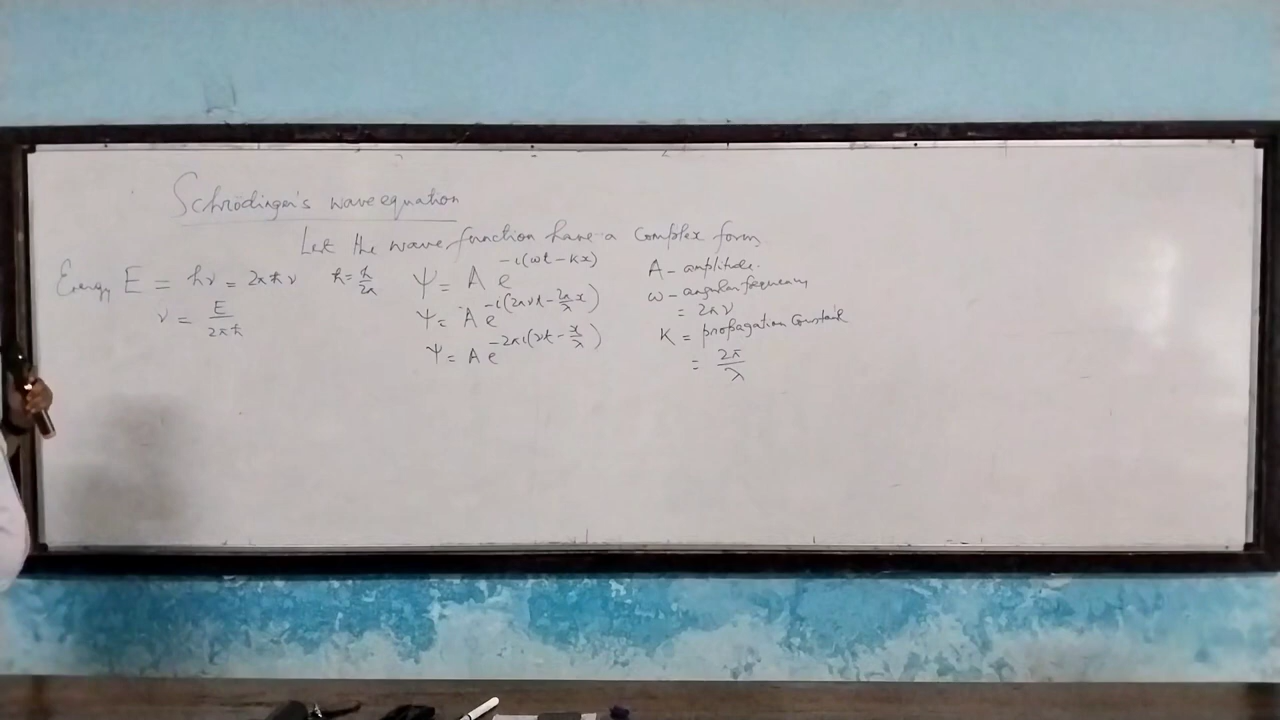 Schrödinger's wave equation
Let the wave function have a complex form
Energy E = hν = 2πħν    ħ = h/2π
ν = E/2πħ
Ψ = A e^{-i(ωt - Kx)}
Ψ = A e^{-i(2πνt - 2π/λ x)}
Ψ = A e^{-2πi(νt - x/λ)}
A - amplitude.
ω - angular frequency
= 2πν
K = propagation Constant
= 2π/λ